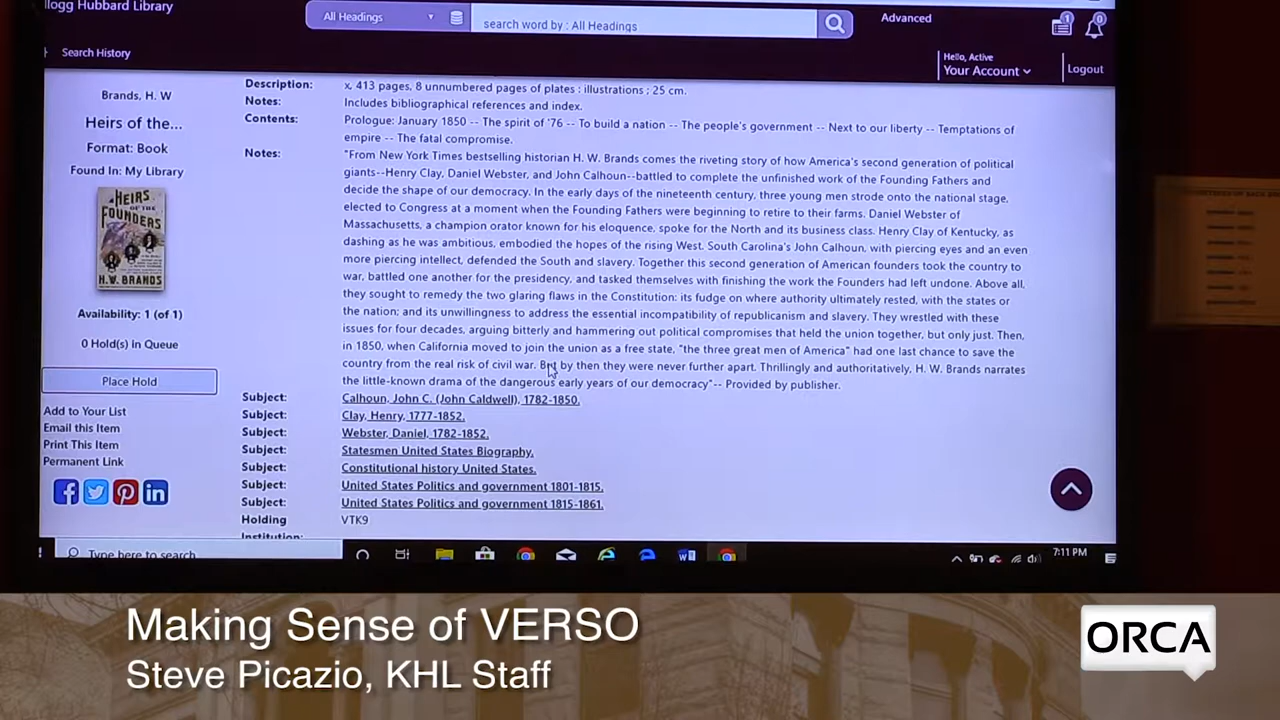 llogg Hubbard Library
All Headings
search word by : All Headings
Advanced
1
0
Search History
Hello, Active
Your Account
Logout
Brands, H. W
Heirs of the...
Format: Book
Found In: My Library
HEIRS
OF THE
FOUNDERS
H.W. BRANDS
Availability: 1 (of 1)
0 Hold(s) in Queue
Place Hold
Add to Your List
Email this Item
Print This Item
Permanent Link
Description: x, 413 pages, 8 unnumbered pages of plates : illustrations ; 25 cm.
Notes: Includes bibliographical references and index.
Contents: Prologue: January 1850 -- The spirit of '76 -- To build a nation -- The people's government -- Next to our liberty -- Temptations of
empire -- The fatal compromise.
Notes: "From New York Times bestselling historian H. W. Brands comes the riveting story of how America's second generation of political
giants--Henry Clay, Daniel Webster, and John Calhoun--battled to complete the unfinished work of the Founding Fathers and
decide the shape of our democracy. In the early days of the nineteenth century, three young men strode onto the national stage,
elected to Congress at a moment when the Founding Fathers were beginning to retire to their farms. Daniel Webster of
Massachusetts, a champion orator known for his eloquence, spoke for the North and its business class. Henry Clay of Kentucky, as
dashing as he was ambitious, embodied the hopes of the rising West. South Carolina's John Calhoun, with piercing eyes and an even
more piercing intellect, defended the South and slavery. Together this second generation of American founders took the country to
war, battled one another for the presidency, and tasked themselves with finishing the work the Founders had left undone. Above all,
they sought to remedy the two glaring flaws in the Constitution: its fudge on where authority ultimately rested, with the states or
the nation; and its unwillingness to address the essential incompatibility of republicanism and slavery. They wrestled with these
issues for four decades, arguing bitterly and hammering out political compromises that held the union together, but only just. Then,
in 1850, when California moved to join the union as a free state, "the three great men of America" had one last chance to save the
country from the real risk of civil war. But by then they were never further apart. Thrillingly and authoritatively, H. W. Brands narrates
the little-known drama of the dangerous early years of our democracy"-- Provided by publisher.
Subject: Calhoun, John C. (John Caldwell), 1782-1850.
Subject: Clay, Henry, 1777-1852.
Subject: Webster, Daniel, 1782-1852.
Subject: Statesmen United States Biography.
Subject: Constitutional history United States.
Subject: United States Politics and government 1801-1815.
Subject: United States Politics and government 1815-1861.
Holding VTK9
Institution:
Type here to search
7:11 PM
Making Sense of VERSO
Steve Picazio, KHL Staff
ORCA